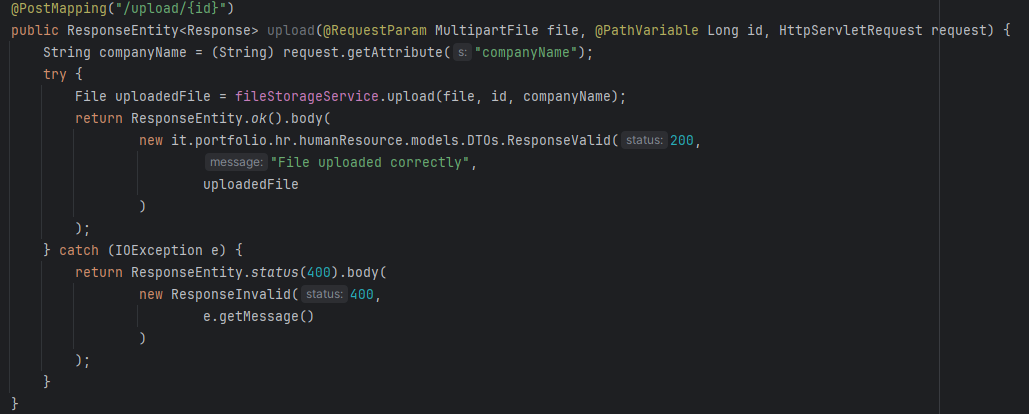 @PostMapping("/upload/{id}")
public ResponseEntity<Response> upload(@RequestParam MultipartFile file, @PathVariable Long id, HttpServletRequest request) {
    String companyName = (String) request.getAttribute( s: "companyName");
    try {
        File uploadedFile = fileStorageService.upload(file, id, companyName);
        return ResponseEntity.ok().body(
                new it.portfolio.hr.humanResource.models.DTOs.ResponseValid( status: 200,
                        message: "File uploaded correctly",
                        uploadedFile
                )
        );
    } catch (IOException e) {
        return ResponseEntity.status(400).body(
                new ResponseInvalid( status: 400,
                        e.getMessage()
                )
        );
    }
}